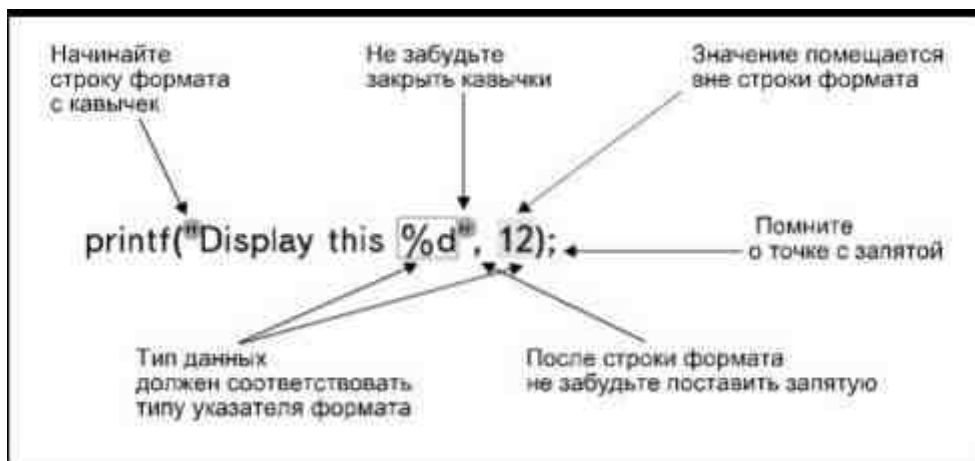 Начинайте
строку формата
с кавычек
Не забудьте
закрыть кавычки
Значение помещается
вне строки формата
printf("Display this %d", 12);
Помните
о точке с запятой
Тип данных
должен соответствовать
типу указателя формата
После строки формата
не забудьте поставить запятую